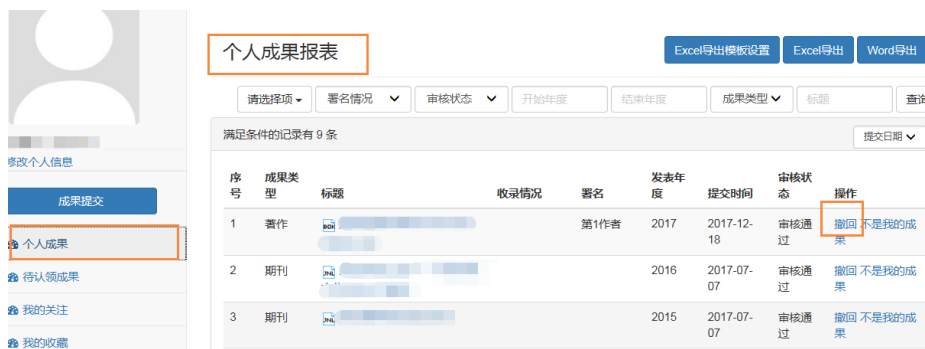 个人成果报表
Excel导出模板设置 Excel导出 Word导出
请选择项 署名情况 审核状态 开始年度 结束年度 成果类型 标题
满足条件的记录有 9 条 提交日期
修改个人信息
成果提交
个人成果
待认领成果
我的关注
我的收藏
序号 成果类型 标题 收录情况 署名 发表年度 提交时间 审核状态 操作
1 著作 第1作者 2017 2017-12-18 审核通过 撤回 不是我的成果
2 期刊 2016 2017-07-07 审核通过 撤回 不是我的成果
3 期刊 2015 2017-07-07 审核通过 撤回 不是我的成果